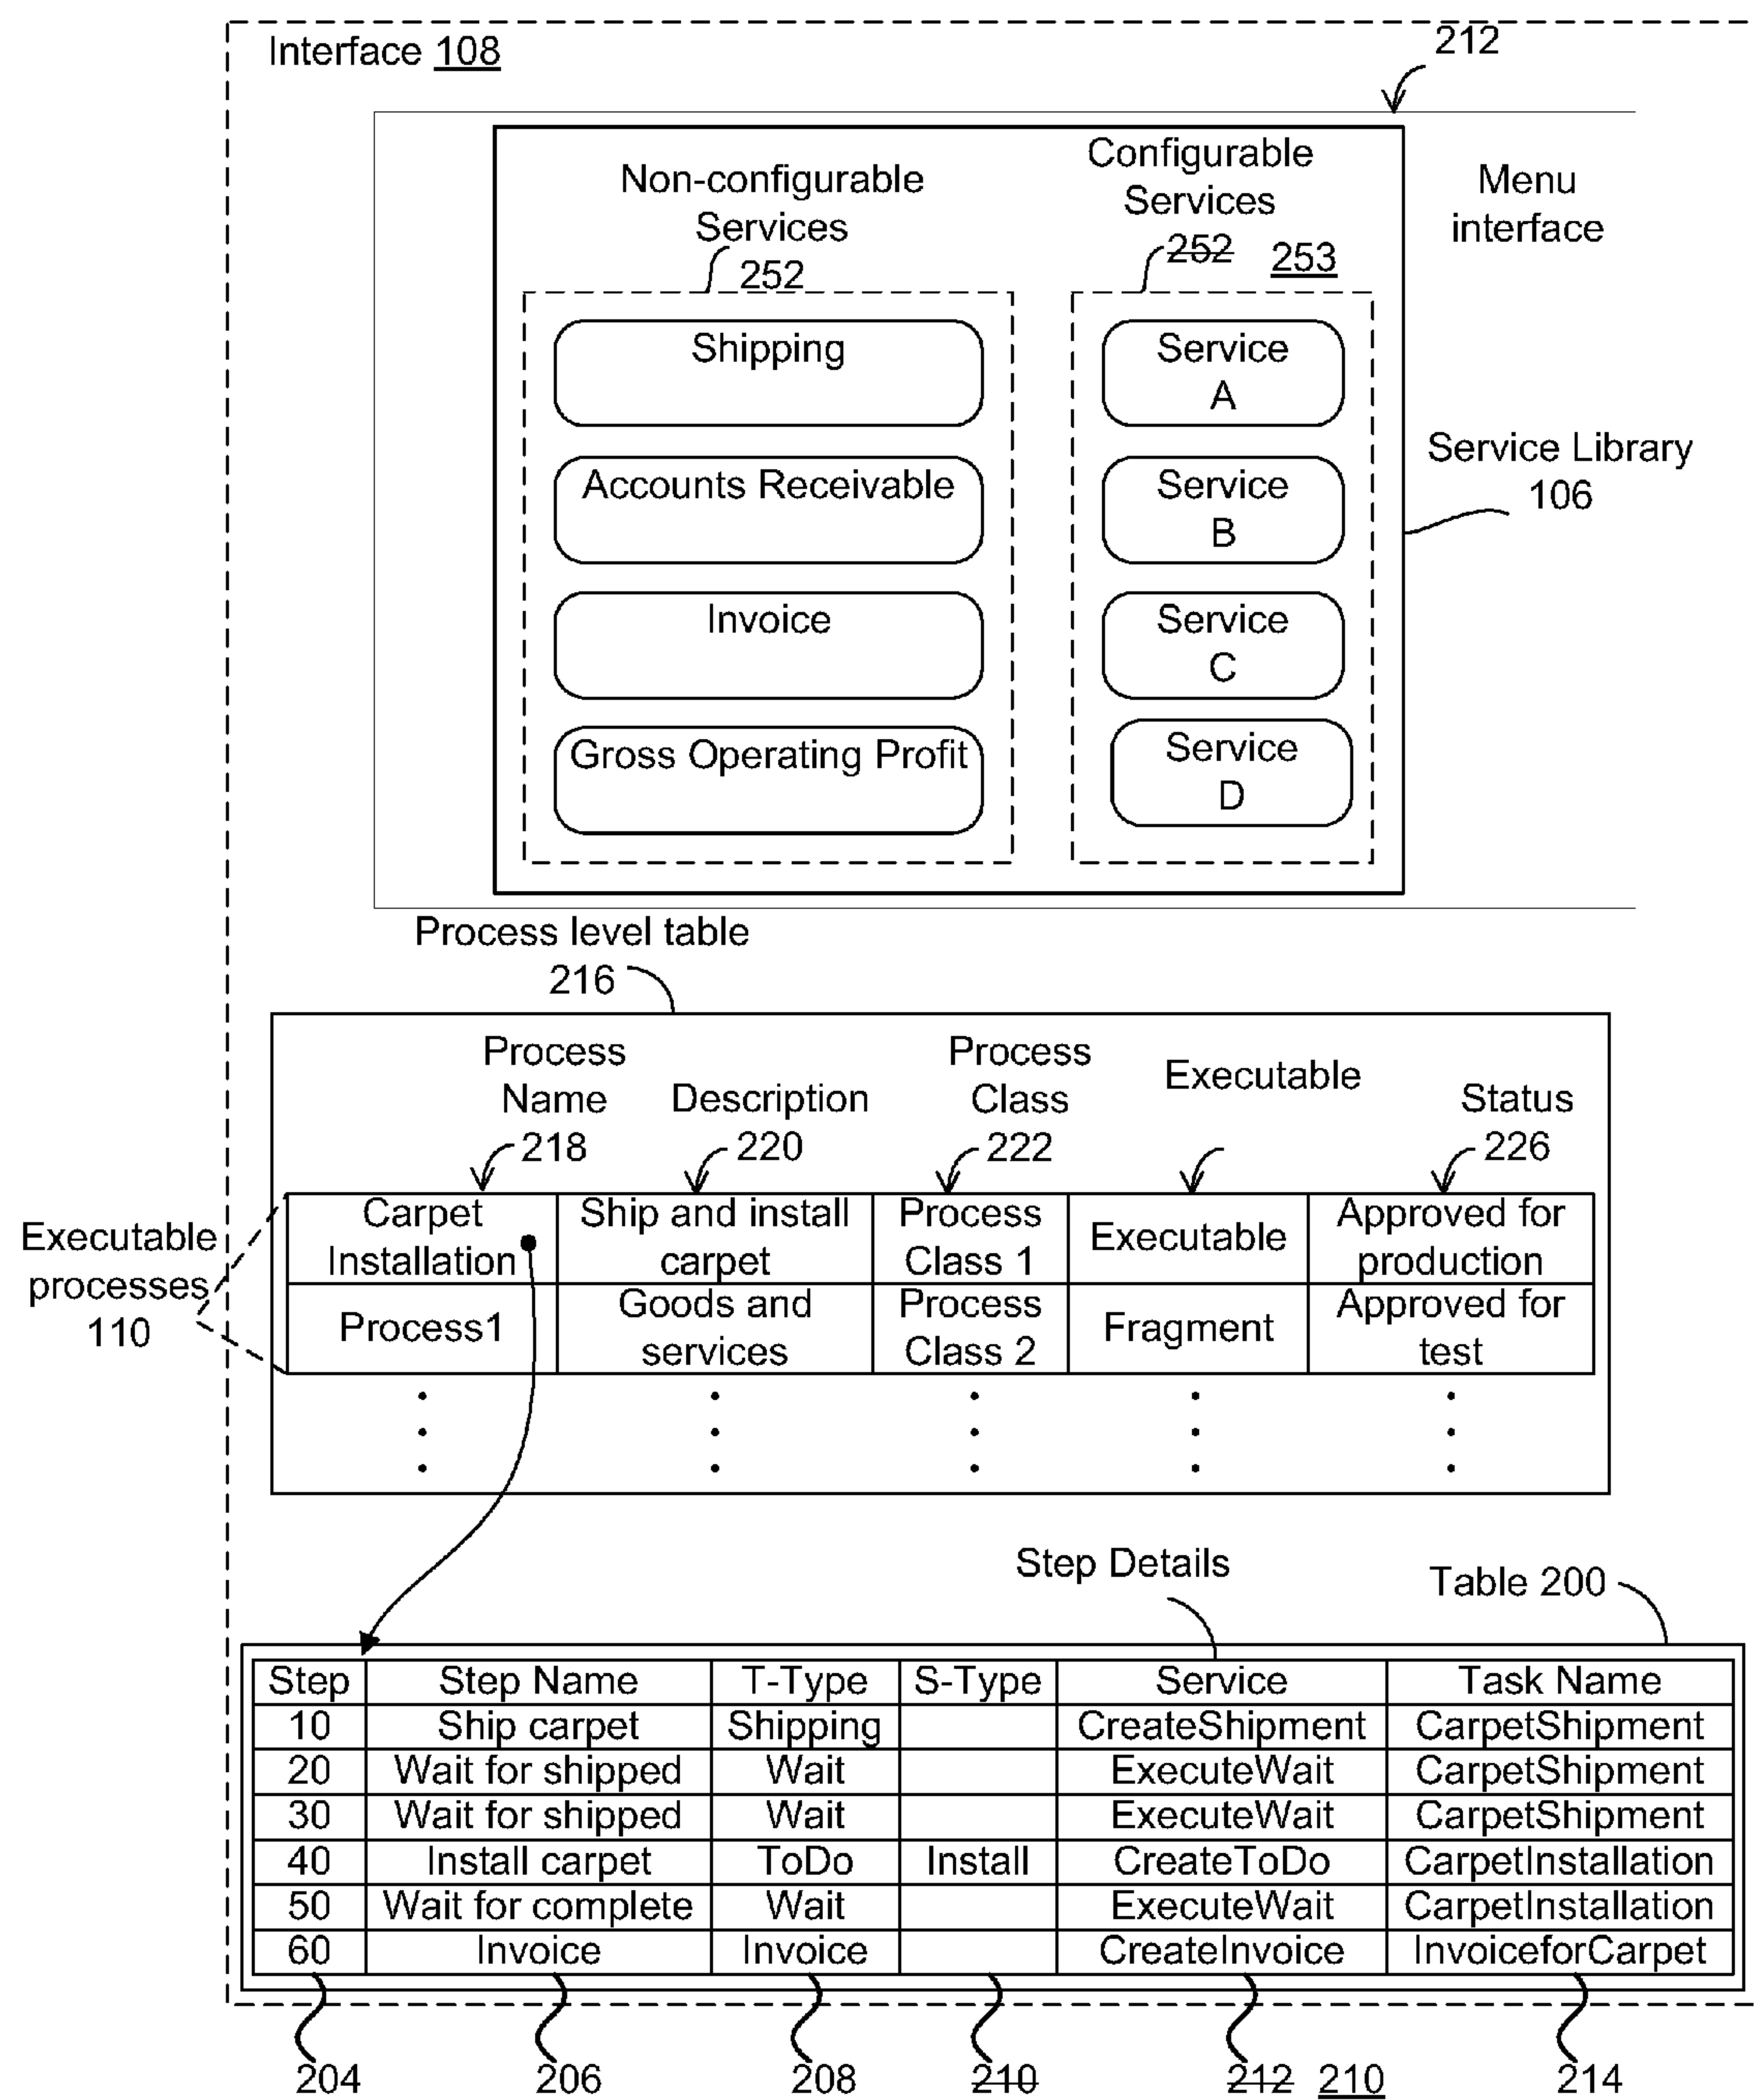 Interface 108
212
Non-configurable
Services
252
Configurable
Services
252 253
Menu
interface
Shipping
Accounts Receivable
Invoice
Gross Operating Profit
Service
A
Service
B
Service
C
Service
D
Service Library
106
Process level table
216
Process
Name
218
Description
220
Process
Class
222
Executable
Status
226
Executable
processes
110
Carpet
Installation
Ship and install
carpet
Process
Class 1
Executable
Approved for
production
Process1
Goods and
services
Process
Class 2
Fragment
Approved for
test
Step Details
Table 200
Step Step Name T-Type S-Type Service Task Name
10 Ship carpet Shipping CreateShipment CarpetShipment
20 Wait for shipped Wait ExecuteWait CarpetShipment
30 Wait for shipped Wait ExecuteWait CarpetShipment
40 Install carpet ToDo Install CreateToDo CarpetInstallation
50 Wait for complete Wait ExecuteWait CarpetInstallation
60 Invoice Invoice CreateInvoice InvoiceforCarpet
204 206 208 210 212 210 214